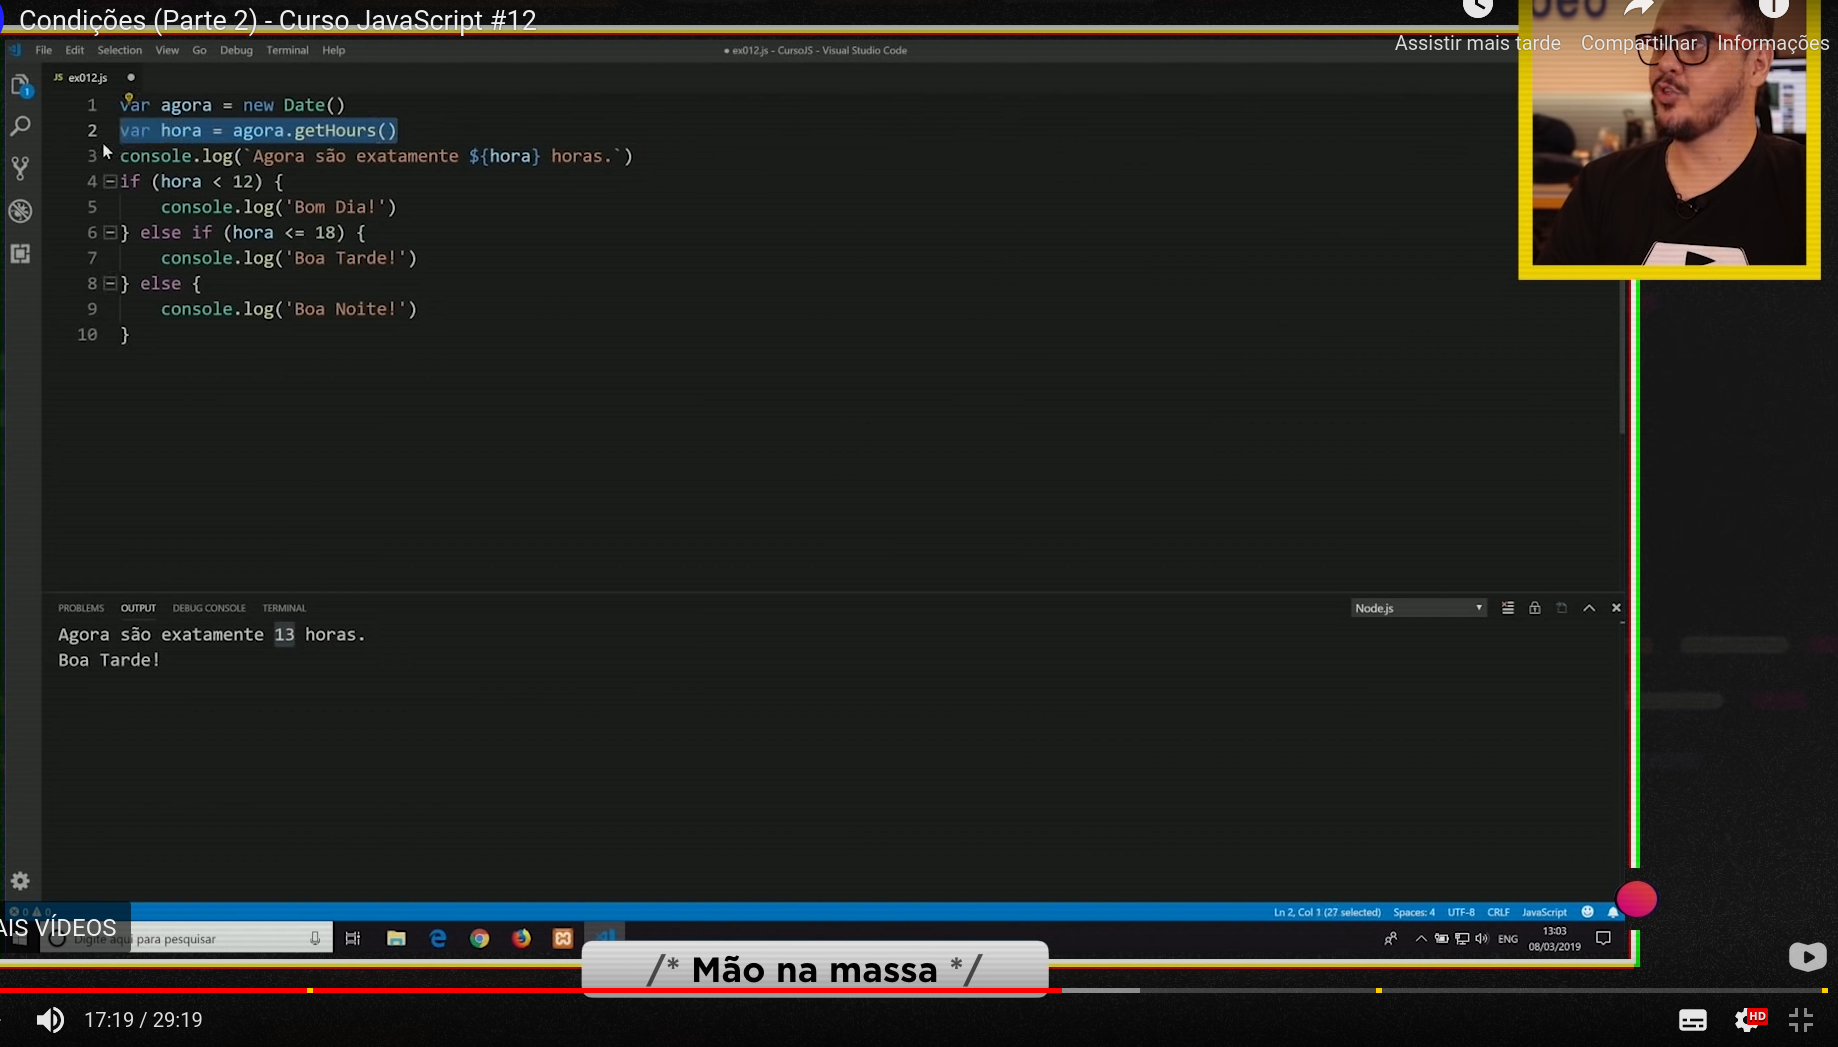 Condições (Parte 2) - Curso JavaScript #12
Assistir mais tarde Compartilhar Informações
File Edit Selection View Go Debug Terminal Help
● ex012.js - CursoJS - Visual Studio Code
JS ex012.js ●
1
1 var agora = new Date()
2 var hora = agora.getHours()
3 console.log(`Agora são exatamente ${hora} horas.`)
4 if (hora < 12) {
5 console.log('Bom Dia!')
6 } else if (hora <= 18) {
7 console.log('Boa Tarde!')
8 } else {
9 console.log('Boa Noite!')
10 }
PROBLEMS OUTPUT DEBUG CONSOLE TERMINAL
Node.js
Agora são exatamente 13 horas.
Boa Tarde!
0 0
Ln 2, Col 1 (27 selected) Spaces: 4 UTF-8 CRLF JavaScript
AIS VÍDEOS
Digite aqui para pesquisar
ENG
13:03
08/03/2019
/* Mão na massa */
17:19 / 29:19
HD